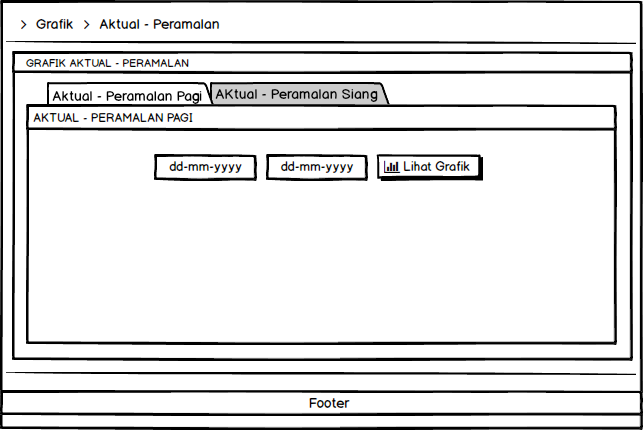 > Grafik > Aktual - Peramalan
GRAFIK AKTUAL - PERAMALAN
Aktual - Peramalan Pagi AKtual - Peramalan Siang
AKTUAL - PERAMALAN PAGI
dd-mm-yyyy dd-mm-yyyy Lihat Grafik
Footer